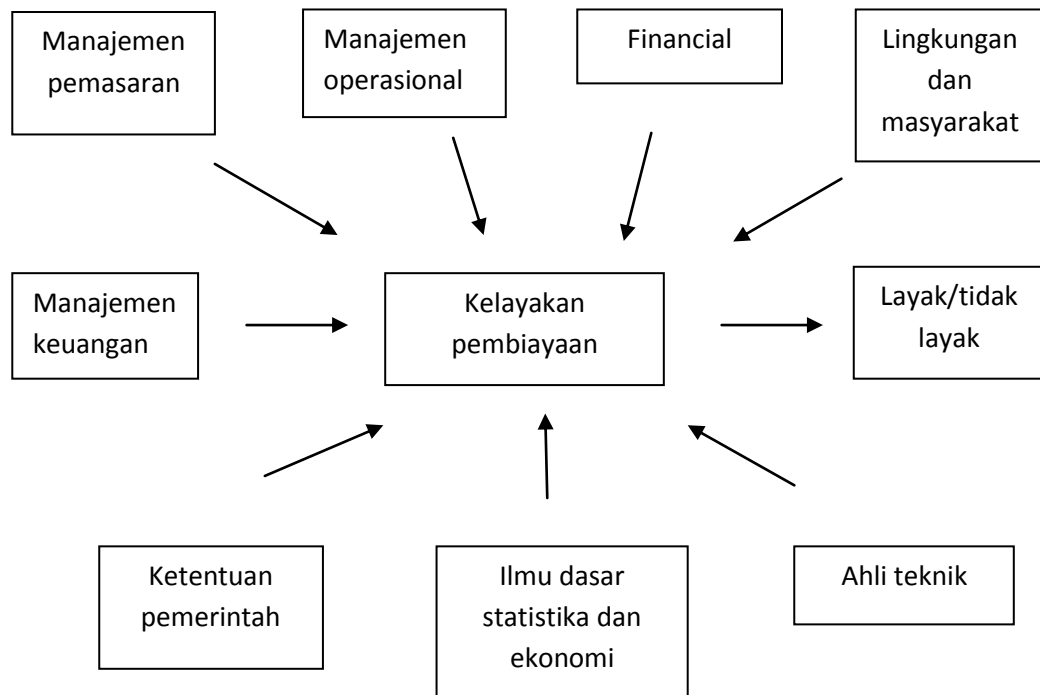 Manajemen
pemasaran
Manajemen
operasional
Financial
Lingkungan
dan
masyarakat
Manajemen
keuangan
Kelayakan
pembiayaan
Layak/tidak
layak
Ketentuan
pemerintah
Ilmu dasar
statistika dan
ekonomi
Ahli teknik